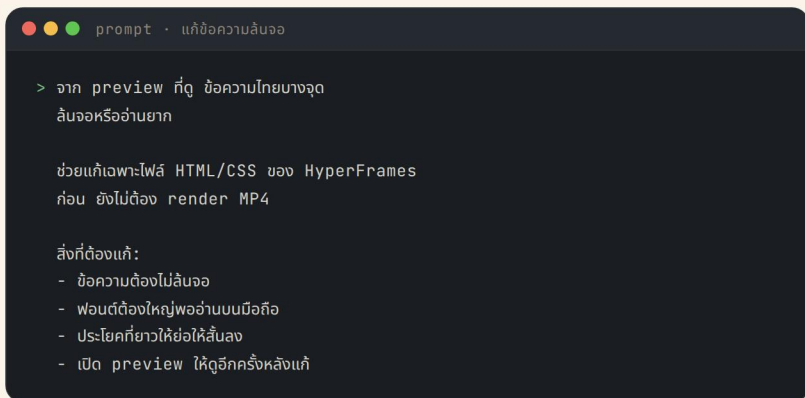 prompt · แก้ข้อความล้นจอ
> จาก preview ที่ดู ข้อความไทยบางจุด
ล้นจอหรืออ่านยาก
ช่วยแก้เฉพาะไฟล์ HTML/CSS ของ HyperFrames
ก่อน ยังไม่ต้อง render MP4
สิ่งที่ต้องแก้:
- ข้อความต้องไม่ล้นจอ
- ฟอนต์ต้องใหญ่พออ่านบนมือถือ
- ประโยคที่ยาวให้ย่อให้สั้นลง
- เปิด preview ให้ดูอีกครั้งหลังแก้